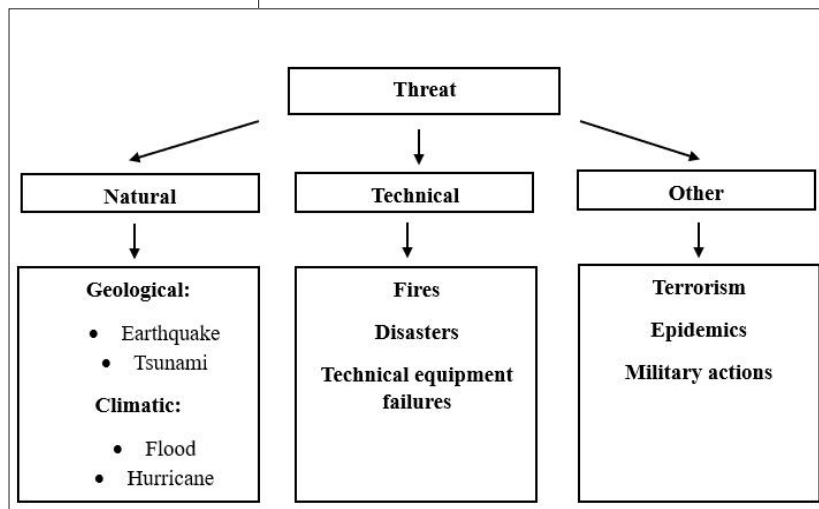 Threat
Natural
Technical
Other
Geological:
• Earthquake
• Tsunami
Climatic:
• Flood
• Hurricane
Fires
Disasters
Technical equipment
failures
Terrorism
Epidemics
Military actions